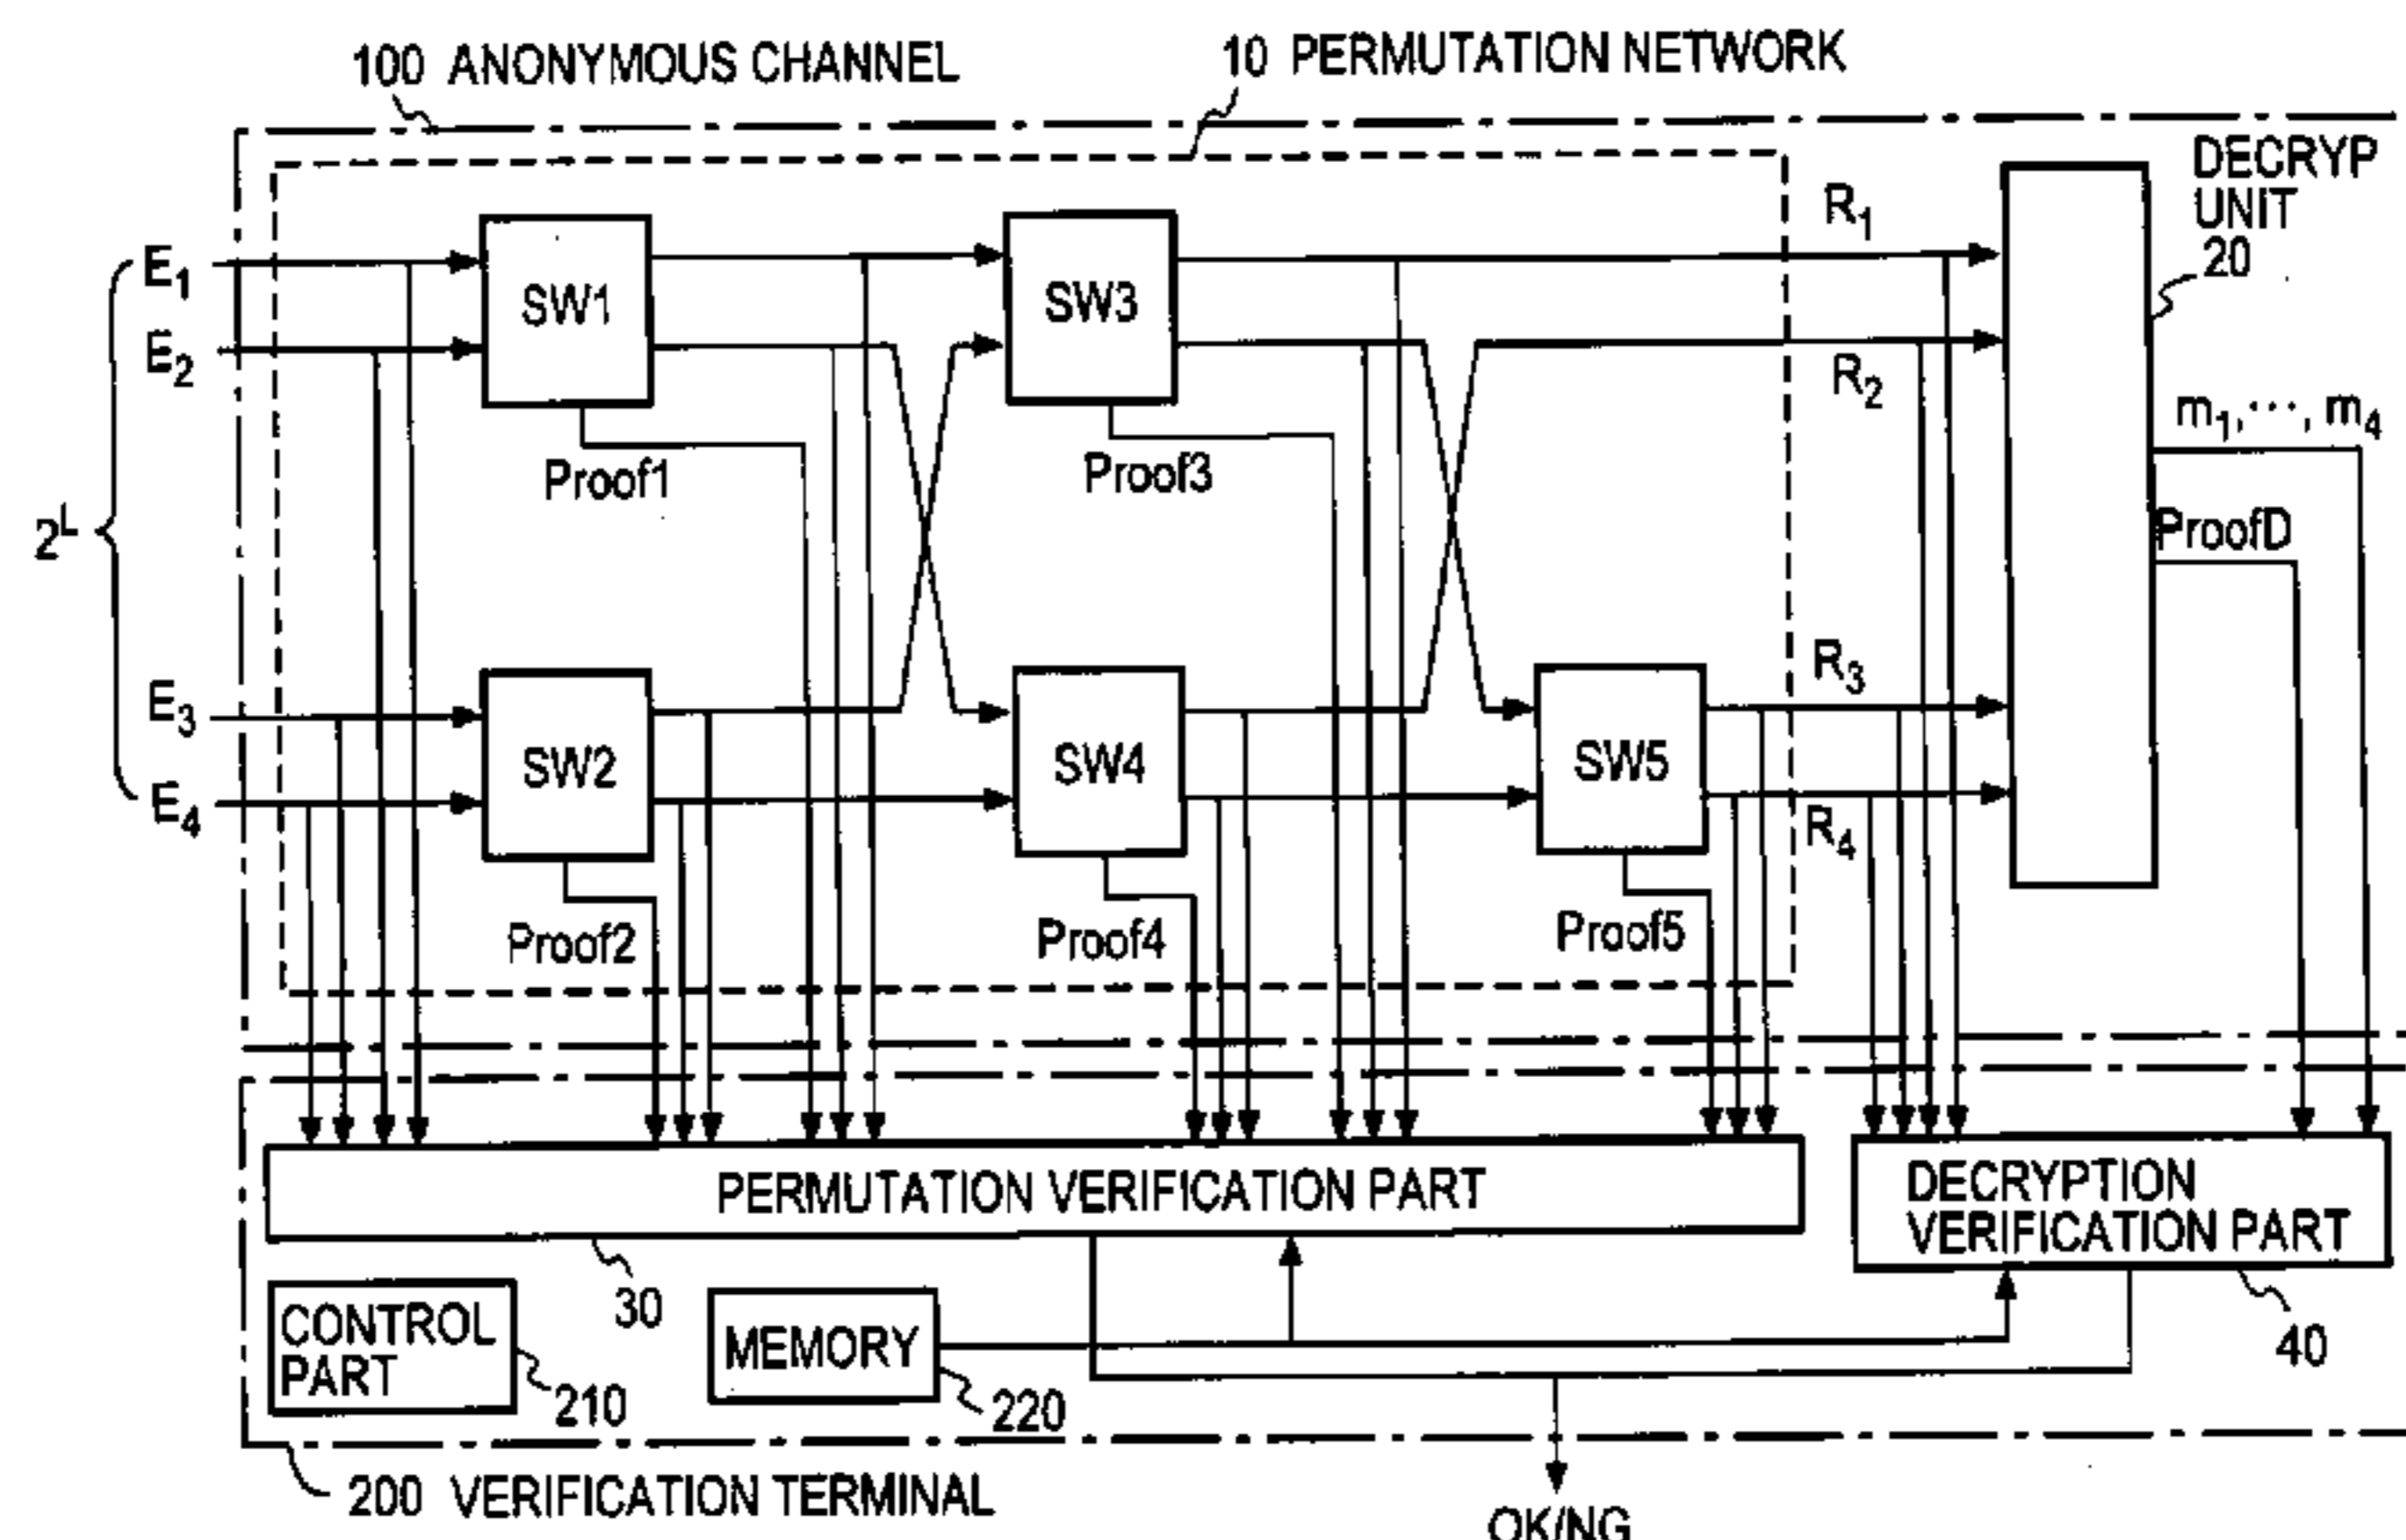 100 ANONYMOUS CHANNEL
10 PERMUTATION NETWORK
DECRYP
UNIT
20
E1
E2
E3
E4
2^L
SW1
SW3
R1
R2
m1,···, m4
Proof1
Proof3
ProofD
SW2
SW4
SW5
R3
R4
Proof2
Proof4
Proof5
PERMUTATION VERIFICATION PART
DECRYPTION
VERIFICATION PART
30
40
CONTROL
PART
210
MEMORY
220
200 VERIFICATION TERMINAL
OK/NG